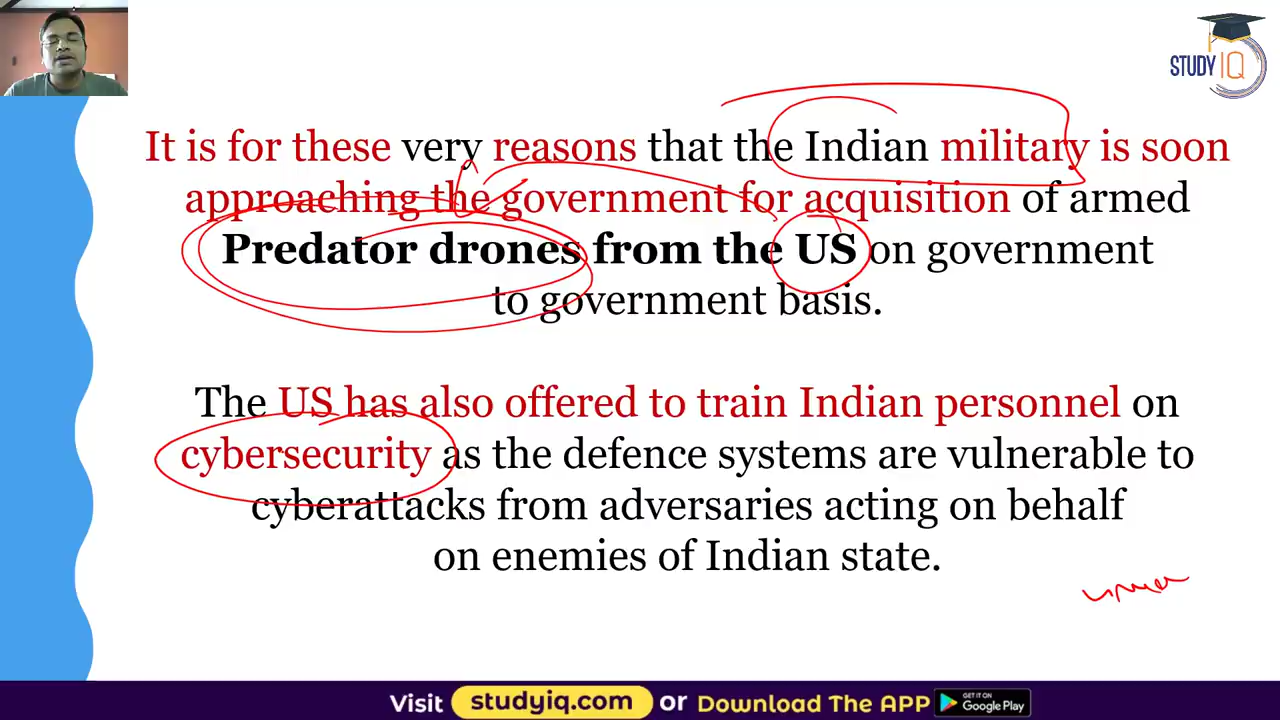 STUDY IQ
It is for these very reasons that the Indian military is soon
approaching the government for acquisition of armed
Predator drones from the US on government
to government basis.
The US has also offered to train Indian personnel on
cybersecurity as the defence systems are vulnerable to
cyberattacks from adversaries acting on behalf
on enemies of Indian state.
Visit studyiq.com or Download The APP GET IT ON Google Play